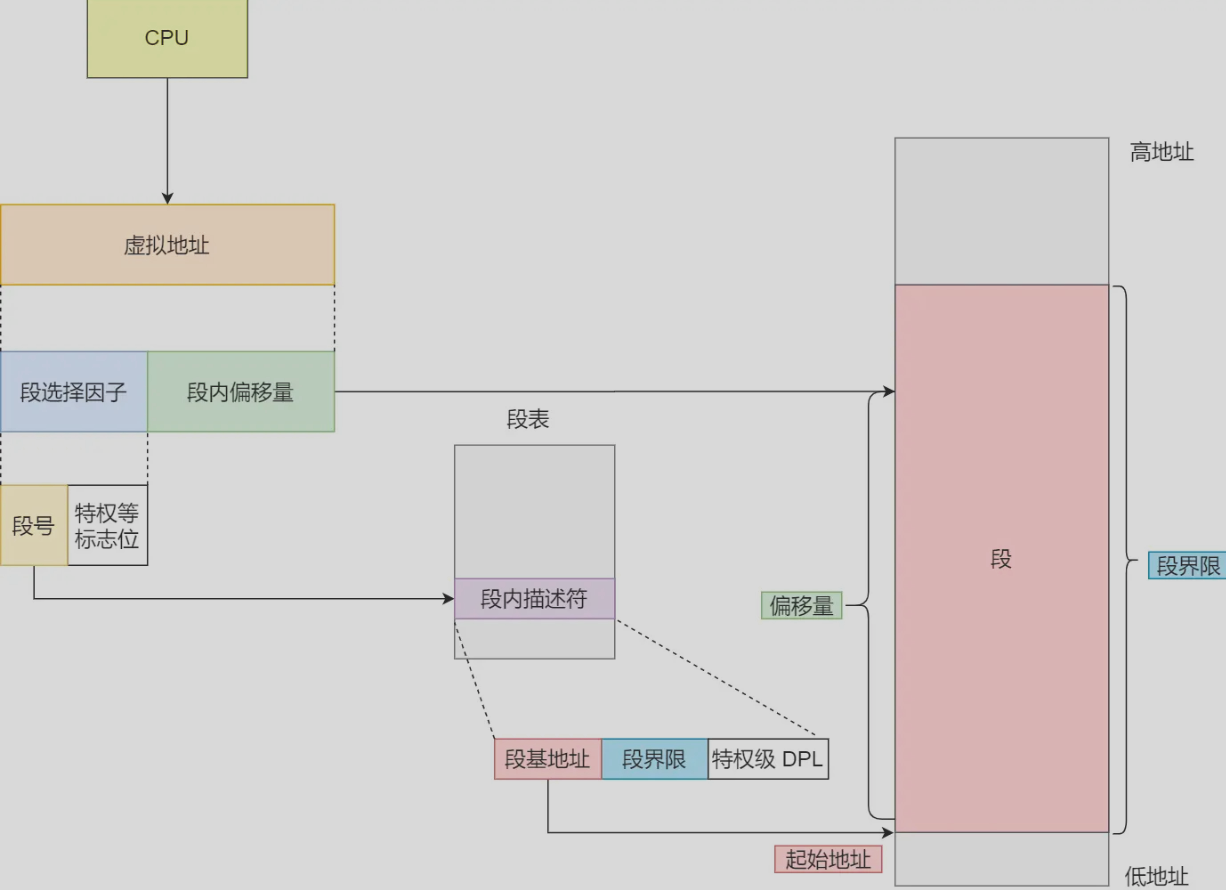 CPU
高地址
虚拟地址
段选择因子
段内偏移量
段表
段号
特权等
标志位
段内描述符
偏移量
段
段界限
段基地址
段界限
特权级 DPL
起始地址
低地址